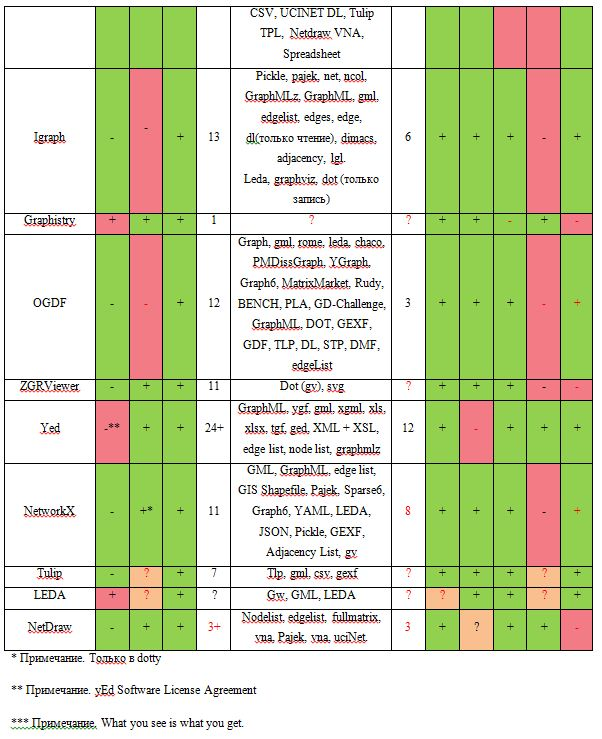 CSV, UCINET DL, Tulip
TPL, Netdraw VNA,
Spreadsheet
Igraph - - + 13 Pickle, pajek, net, ncol, 6 + + + - +
GraphMLz, GraphML, gml,
edgelist, edges, edge,
dl(только чтение), dimacs,
adjacency, lgl.
Leda, graphviz, dot (только
запись)
Graphistry + + + 1 ? ? + + - + -
OGDF - - + 12 Graph, gml, rome, leda, chaco, 3 + + + - +
PMDissGraph, YGraph,
Graph6, MatrixMarket, Rudy,
BENCH, PLA, GD-Challenge,
GraphML, DOT, GEXF,
GDF, TLP, DL, STP, DMF,
edgeList
ZGRViewer - + + 11 Dot (gv), svg ? + + + - -
Yed -** + + 24+ GraphML, ygf, gml, xgml, xls, 12 + - + + +
xlsx, tgf, ged, XML + XSL,
edge list, node list, graphmlz
NetworkX - +* + 11 GML, GraphML, edge list, 8 + + + - +
GIS Shapefile, Pajek, Sparse6,
Graph6, YAML, LEDA,
JSON, Pickle, GEXF,
Adjacency List, gv
Tulip - ? + 7 Tlp, gml, csv, gexf ? + + + ? +
LEDA + ? + ? Gw, GML, LEDA ? ? + + ? +
NetDraw - + + 3+ Nodelist, edgelist, fullmatrix, 3 + ? + + -
vna, Pajek, vna, uciNet.
* Примечание. Только в dotty
** Примечание. yEd Software License Agreement
*** Примечание. What you see is what you get.